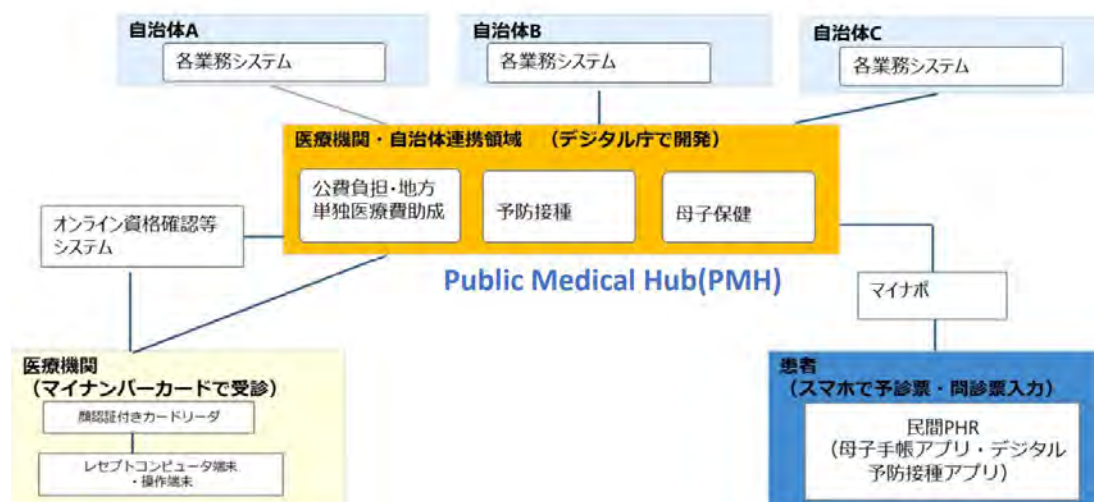 自治体A
各業務システム
自治体B
各業務システム
自治体C
各業務システム
医療機関・自治体連携領域 （デジタル庁で開発）
公費負担・地方
単独医療費助成
予防接種
母子保健
オンライン資格確認等
システム
Public Medical Hub(PMH)
マイナポ
医療機関
（マイナンバーカードで受診）
顔認証付きカードリーダ
レセプトコンピュータ端末
・操作端末
患者
（スマホで予診票・問診票入力）
民間PHR
（母子手帳アプリ・デジタル
予防接種アプリ）